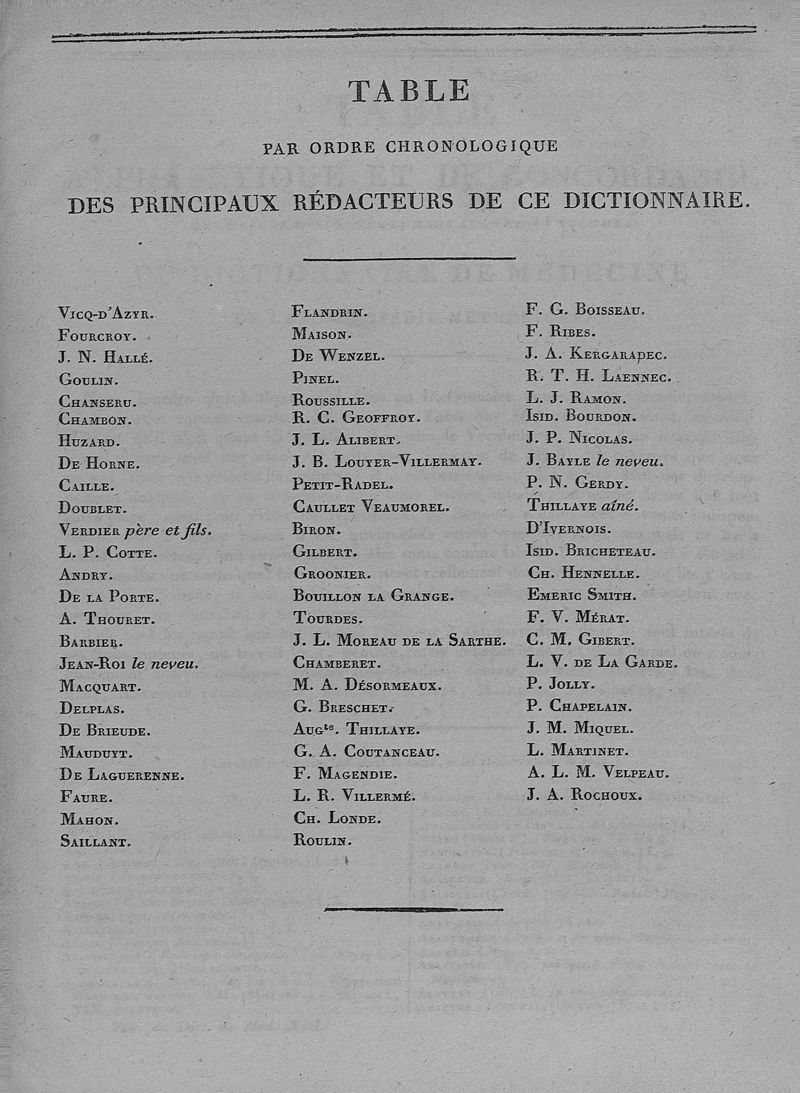 TABLE
PAR ORDRE CHRONOLOGIQUE
DES PRINCIPAUX RÉDACTEURS DE CE DICTIONNAIRE.
Vicq-d'Azyr.
Fourcroy.
J. N. Hallé.
Goulin.
Chanseru.
Chambon.
Huzard.
De Horne.
Caille.
Doublet.
Verdier père et fils.
L. P. Cotte.
Andry.
De la Porte.
A. Thouret.
Barbier.
Jean-Roi le neveu.
Macquart.
Delplas.
De Brieude.
Mauduyt.
De Laguerenne.
Faure.
Mahon.
Saillant.
Flandrin.
Maison.
De Wenzel.
Pinel.
Roussille.
R. C. Geoffroy.
J. L. Alibert.
J. B. Louyer-Villermay.
Petit-Radel.
Caullet Veaumorel.
Biron.
Gilbert.
Groonier.
Bouillon la Grange.
Tourdes.
J. L. Moreau de la Sarthe.
Chamberet.
M. A. Désormeaux.
G. Breschet.
Augte. Thillaye.
G. A. Coutanceau.
F. Magendie.
L. R. Villermé.
Ch. Londe.
Roulin.
F. G. Boisseau.
F. Ribes.
J. A. Kergarapec.
R. T. H. Laennec.
L. J. Ramon.
Isid. Bourdon.
J. P. Nicolas.
J. Bayle le neveu.
P. N. Gerdy.
Thillaye aîné.
D'Ivernois.
Isid. Bricheteau.
Ch. Hennelle.
Emeric Smith.
F. V. Mérat.
C. M. Gibert.
L. V. de La Garde.
P. Jolly.
P. Chapelain.
J. M. Miquel.
L. Martinet.
A. L. M. Velpeau.
J. A. Rochoux.